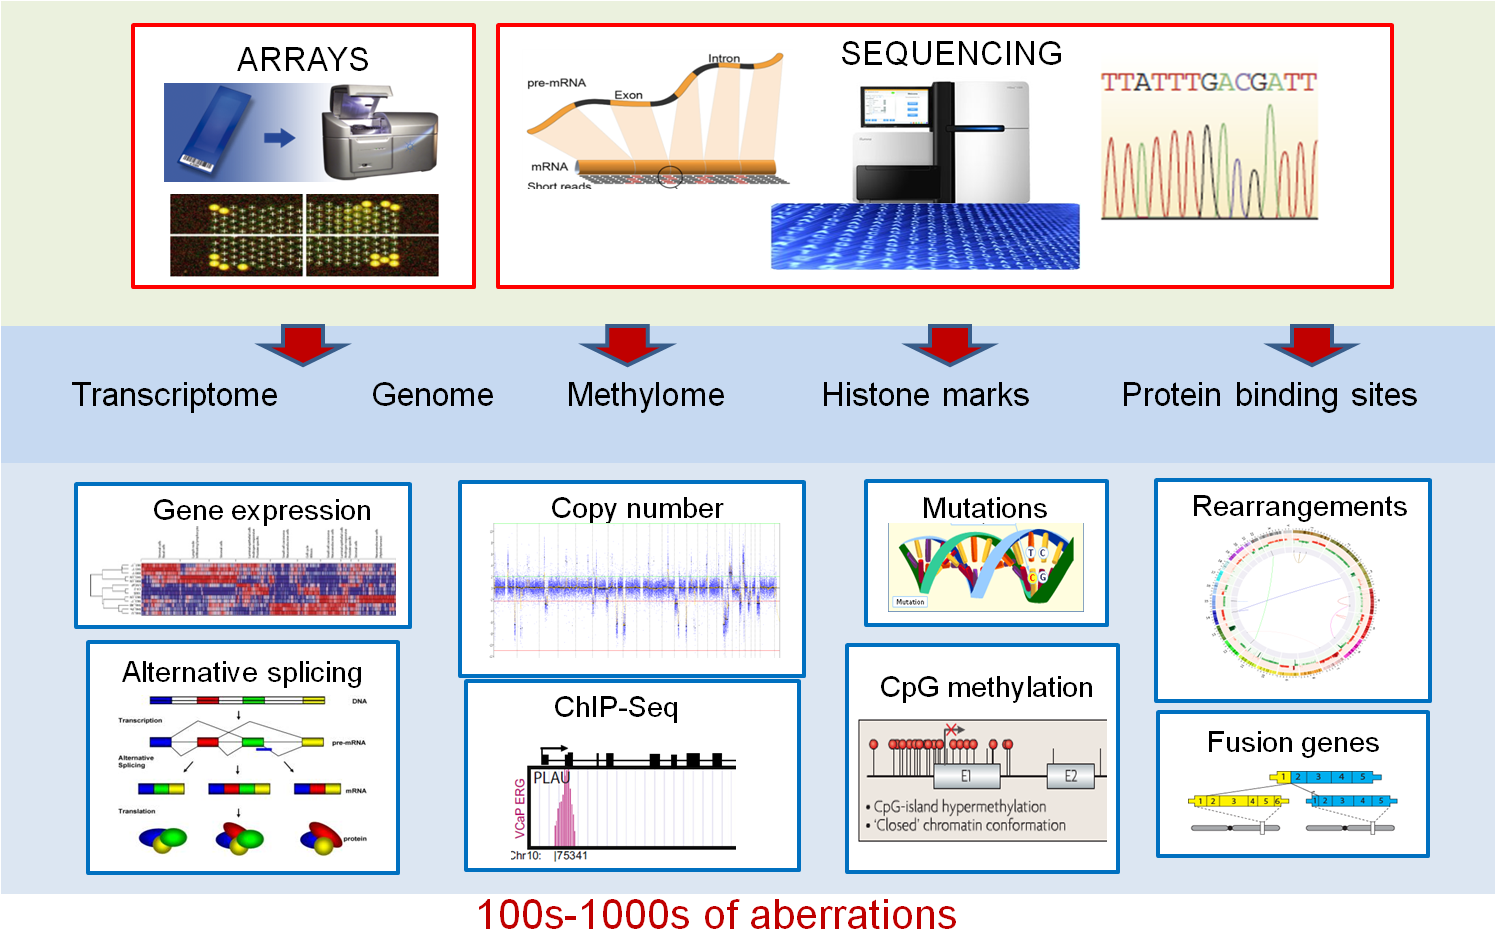 ARRAYS
SEQUENCING
pre-mRNA
Exon
Intron
mRNA
Short reads
TTATTTGACGATT
Transcriptome
Genome
Methylome
Histone marks
Protein binding sites
Gene expression
Copy number
Mutations
T C
C G
Mutation
Rearrangements
Alternative splicing
DNA
Transcription
pre-mRNA
Alternative
Splicing
mRNA
Translation
protein
ChIP-Seq
PLAU
VCaP ERG
Chr10: |75341
CpG methylation
E1
E2
• CpG-island hypermethylation
• 'Closed' chromatin conformation
Fusion genes
1 2 3 4 5
1 2 3 4 5 6
1 2 3 4 5
100s-1000s of aberrations